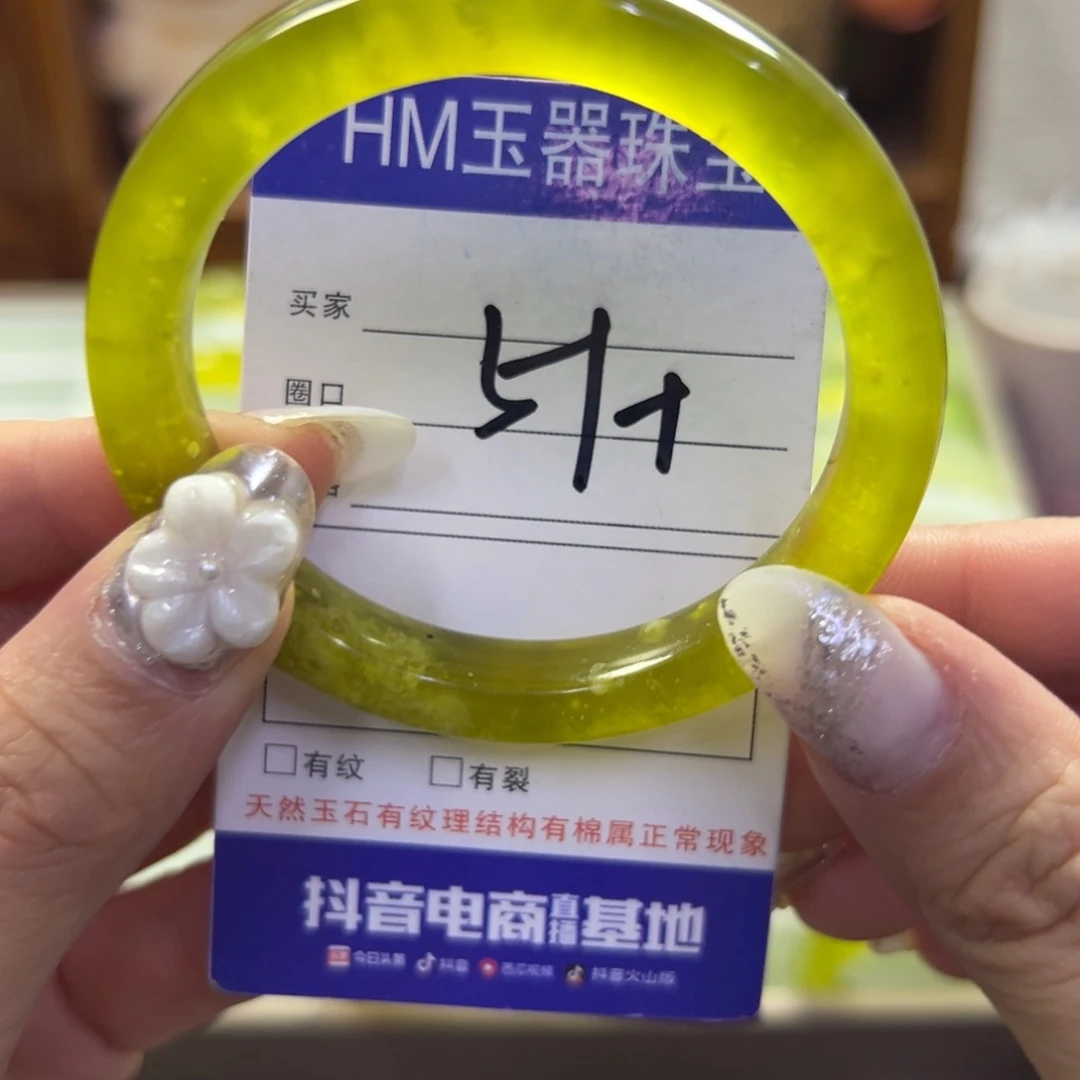 HM玉器珠宝
买家
圈口
有纹 有裂
天然玉石有纹理结构有棉属正常现象
抖音电商直播基地
今日头条 抖音 西瓜视频 抖音火山版